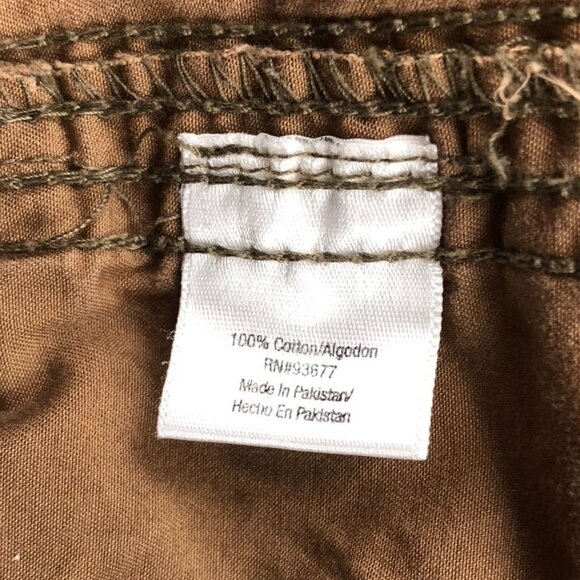 100% Cotton/Algodon
RN#93677
Made In Pakistan/
Hecho En Pakistan